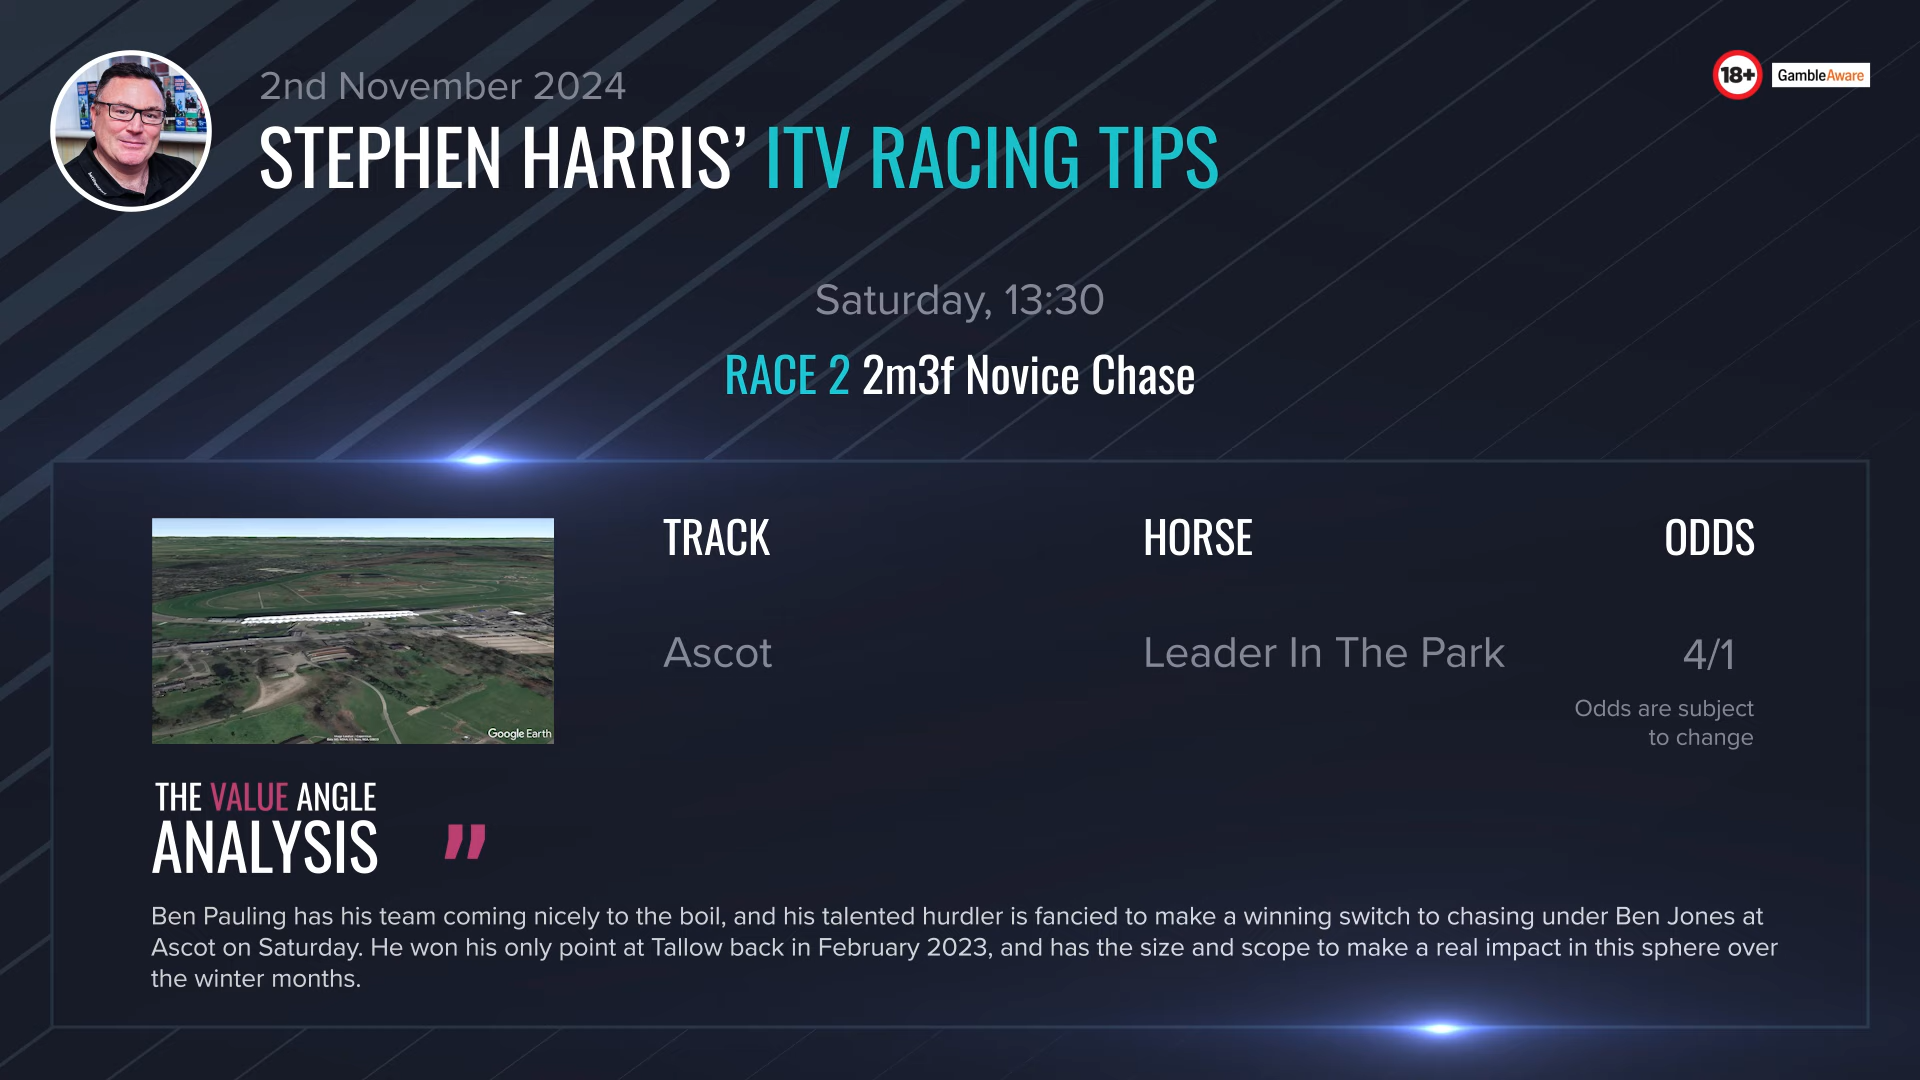 2nd November 2024
STEPHEN HARRIS’ ITV RACING TIPS
18+
GambleAware
Saturday, 13:30
RACE 2 2m3f Novice Chase
TRACK
HORSE
ODDS
Ascot
Leader In The Park
4/1
Odds are subject
to change
Google Earth
THE VALUE ANGLE
ANALYSIS
”
Ben Pauling has his team coming nicely to the boil, and his talented hurdler is fancied to make a winning switch to chasing under Ben Jones at
Ascot on Saturday. He won his only point at Tallow back in February 2023, and has the size and scope to make a real impact in this sphere over
the winter months.